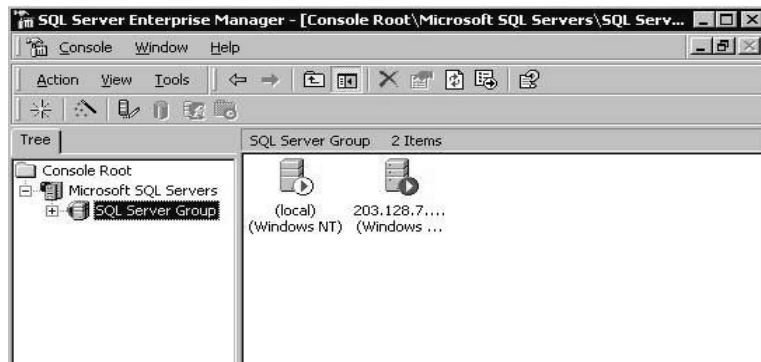 SQL Server Enterprise Manager - [Console Root\Microsoft SQL Servers\SQL Serv...
Console Window Help
Action View Tools
Tree
SQL Server Group 2 Items
Console Root
Microsoft SQL Servers
SQL Server Group
(local)
(Windows NT)
203.128.7....
(Windows ...